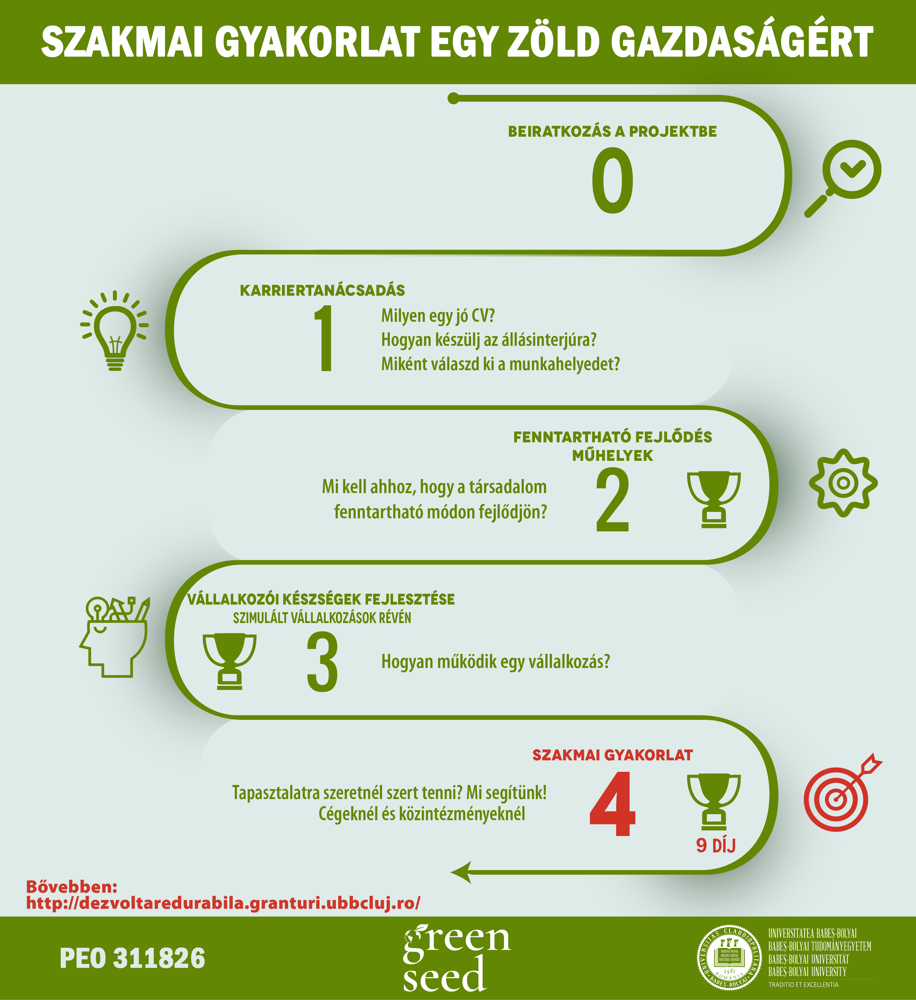 SZAKMAI GYAKORLAT EGY ZÖLD GAZDASÁGÉRT
BEIRATKOZÁS A PROJEKTBE
0
KARRIERTANÁCSADÁS
1
Milyen egy jó CV?
Hogyan készülj az állásinterjúra?
Miként válaszd ki a munkahelyedet?
FENNTARTHATÓ FEJLŐDÉS
MŰHELYEK
Mi kell ahhoz, hogy a társadalom
fenntartható módon fejlődjön?
2
VÁLLALKOZÓI KÉSZSÉGEK FEJLESZTÉSE
SZIMULÁLT VÁLLALKOZÁSOK RÉVÉN
3
Hogyan működik egy vállalkozás?
SZAKMAI GYAKORLAT
Tapasztalatra szeretnél szert tenni? Mi segítünk!
Cégeknél és közintézményeknél
4
9 DÍJ
Bővebben:
http://dezvoltaredurabila.granturi.ubbcluj.ro/
PEO 311826
green
seed
UNIVERSITAS CLAUDIOPOLITANA
TRADITIO NOSTRA
UNACUM EUROPAE
VIRTUTIBUS SPLENDET
1581
ROMÂNIA
BABEȘ-BOLYAI
UNIVERSITATEA BABEȘ-BOLYAI
BABEȘ-BOLYAI TUDOMÁNYEGYETEM
BABEȘ-BOLYAI UNIVERSITÄT
BABEȘ-BOLYAI UNIVERSITY
TRADITIO ET EXCELLENTIA